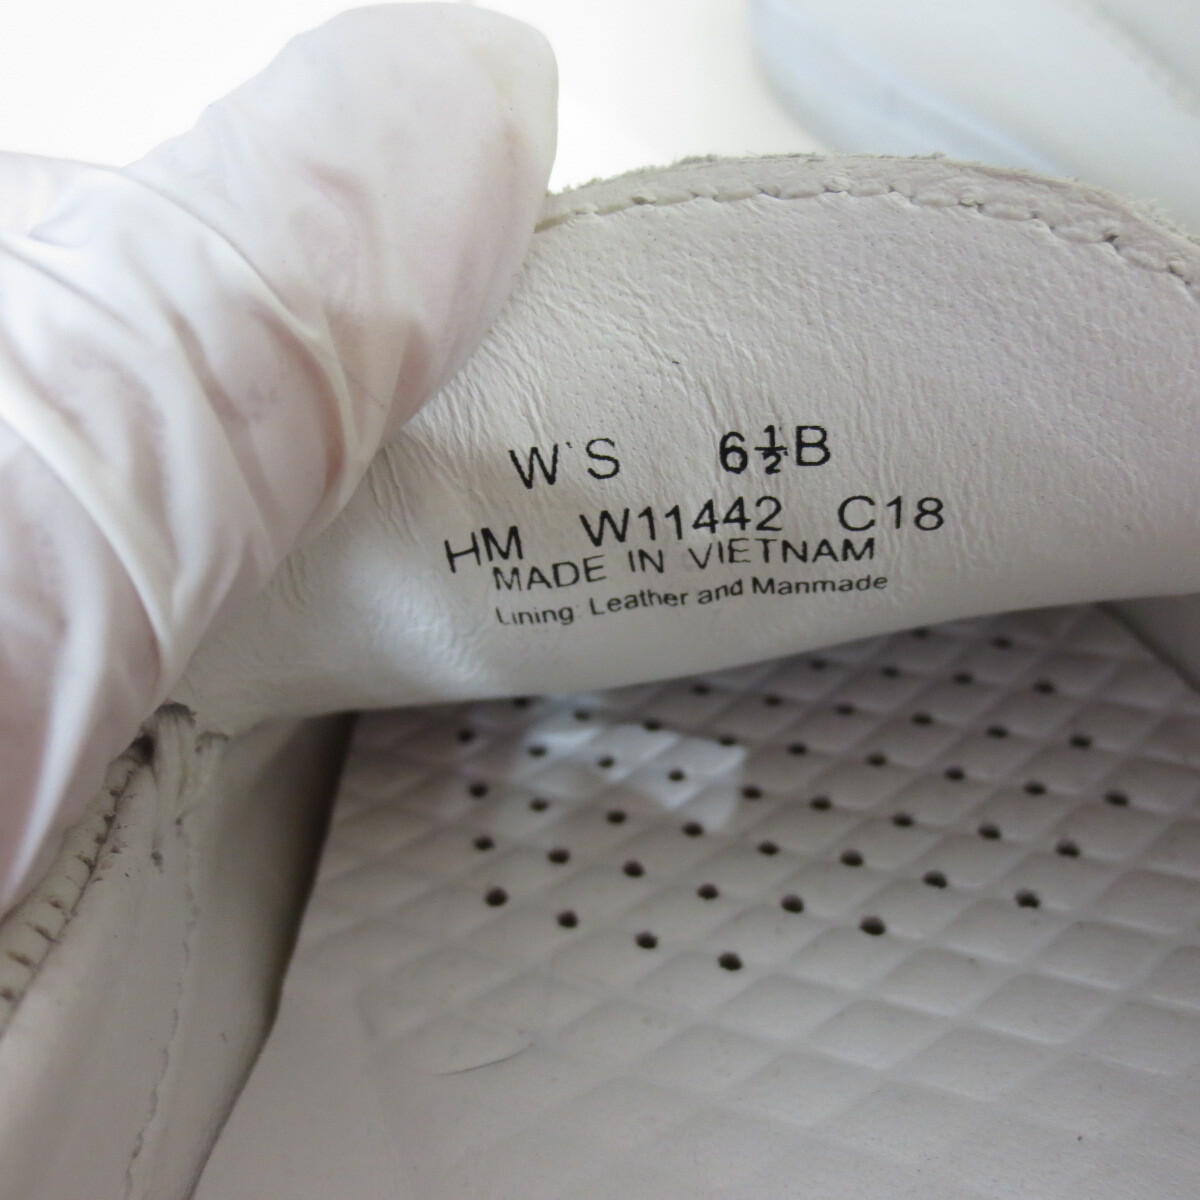 W'S 6½B
HM W11442 C18
MADE IN VIETNAM
Lining: Leather and Manmade